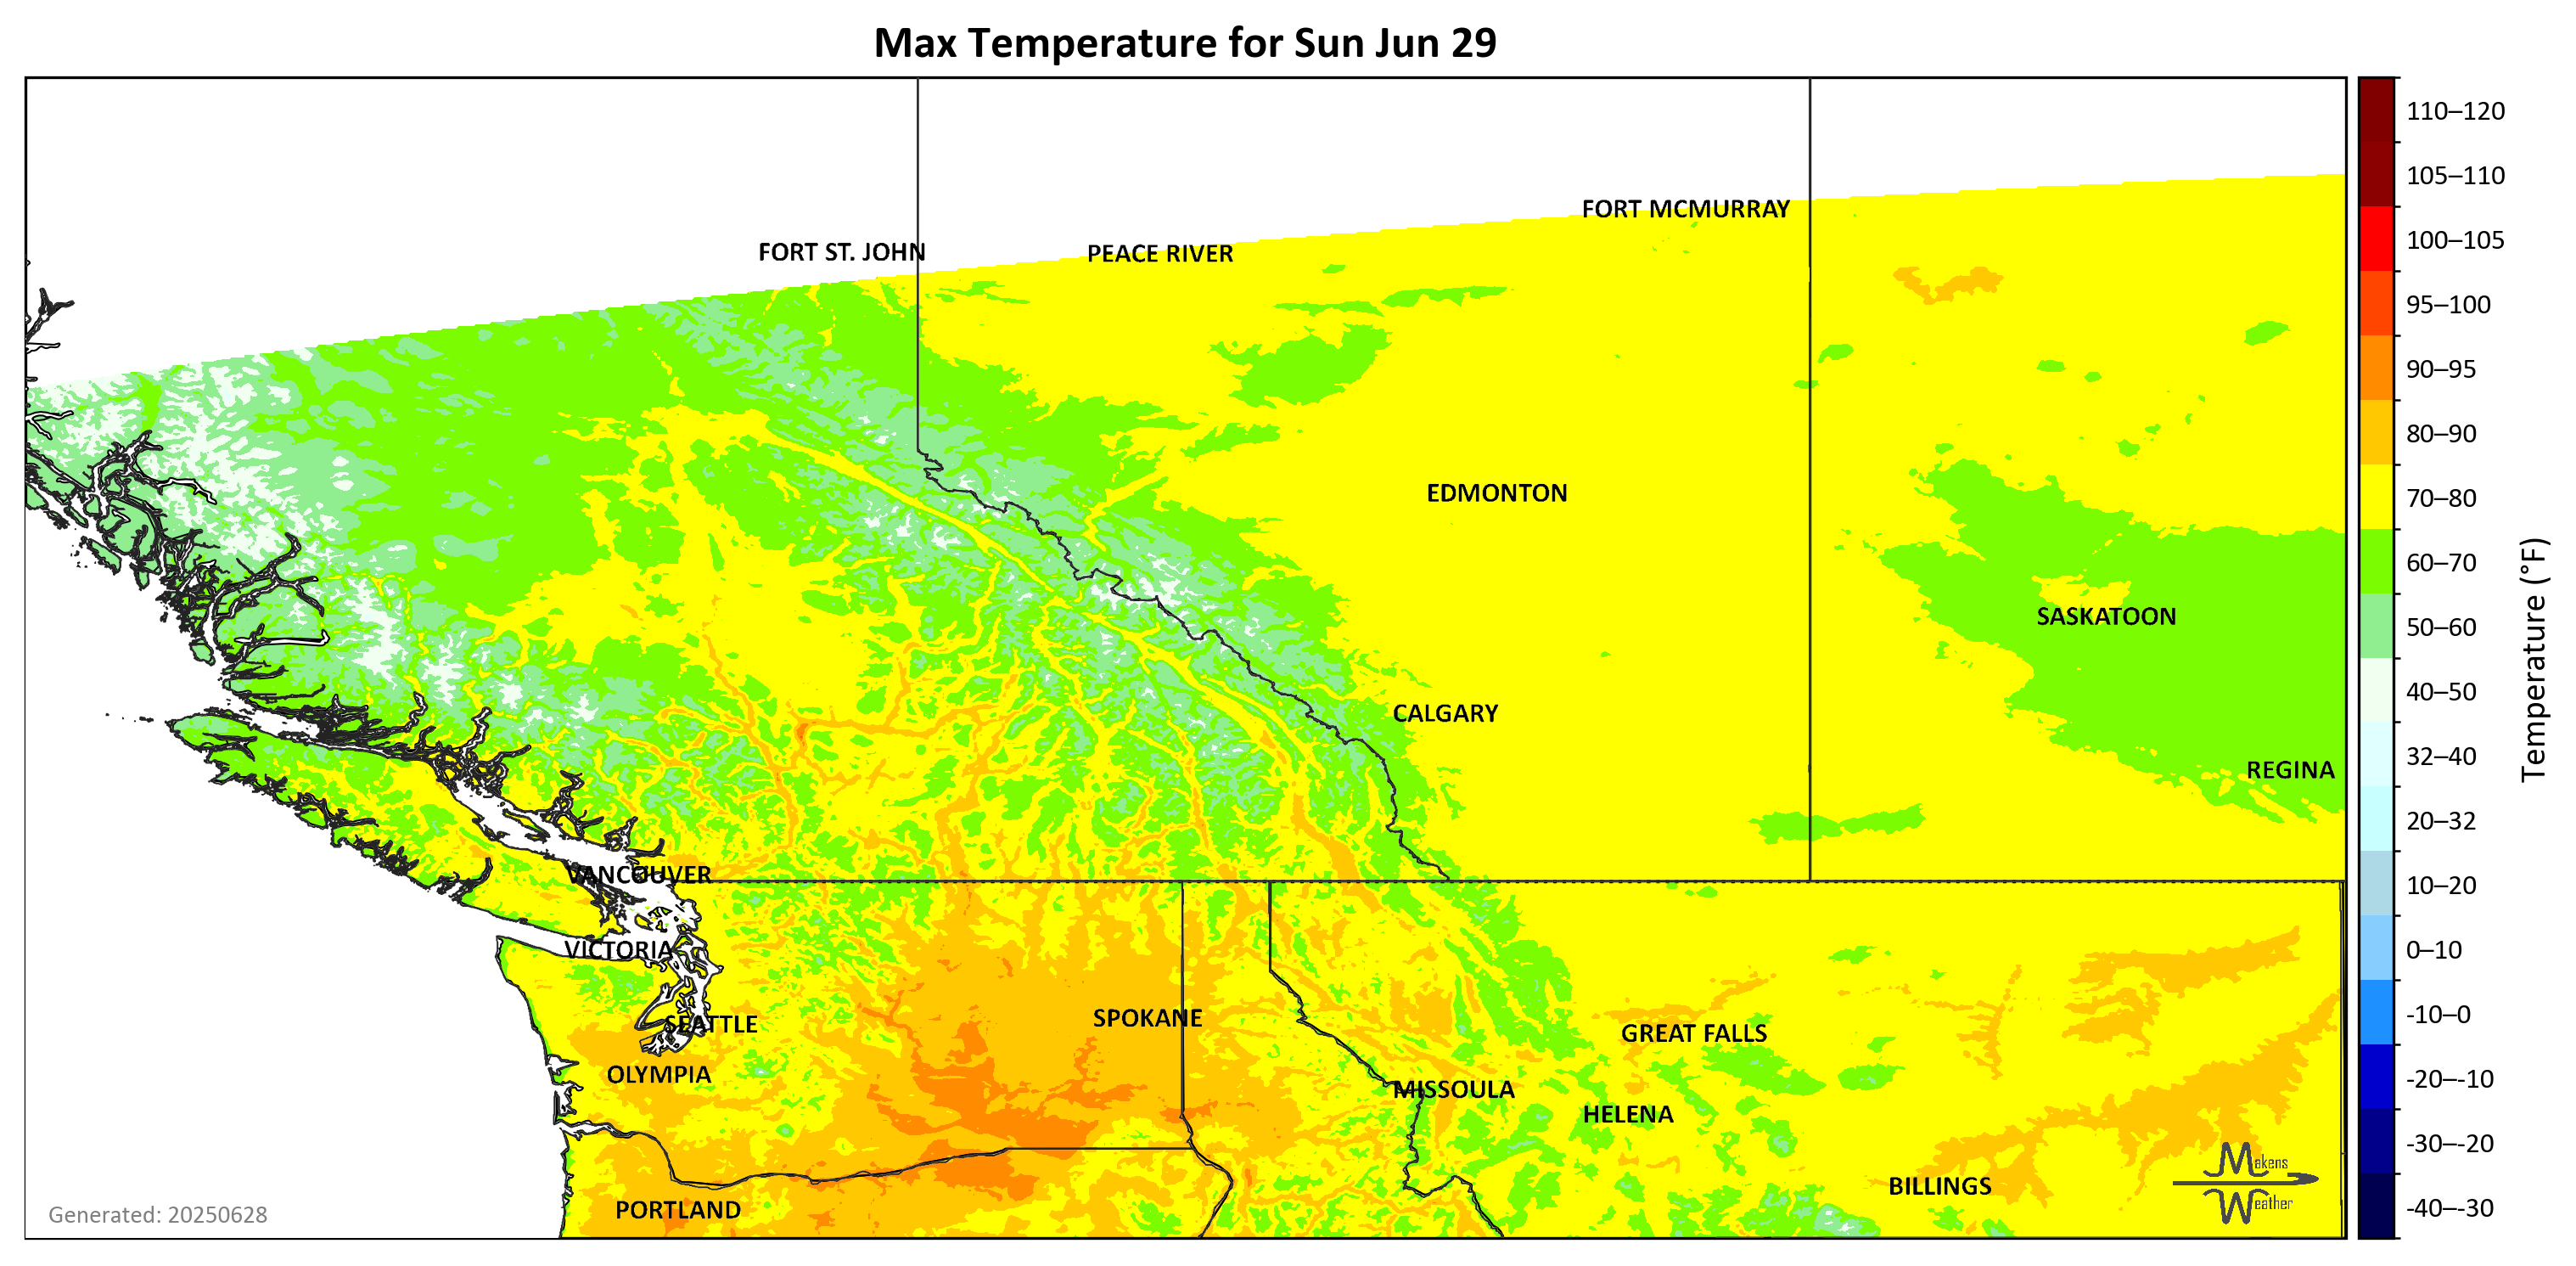 Max Temperature for Sun Jun 29
FORT MCMURRAY
FORT ST. JOHN
PEACE RIVER
EDMONTON
SASKATOON
CALGARY
REGINA
VANCOUVER
VICTORIA
SPOKANE
SEATTLE
GREAT FALLS
OLYMPIA
MISSOULA
HELENA
BILLINGS
PORTLAND
Generated: 20250628
Makens
Weather
110–120
105–110
100–105
95–100
90–95
80–90
70–80
60–70
50–60
40–50
32–40
20–32
10–20
0–10
-10–0
-20–-10
-30–-20
-40–-30
Temperature (°F)